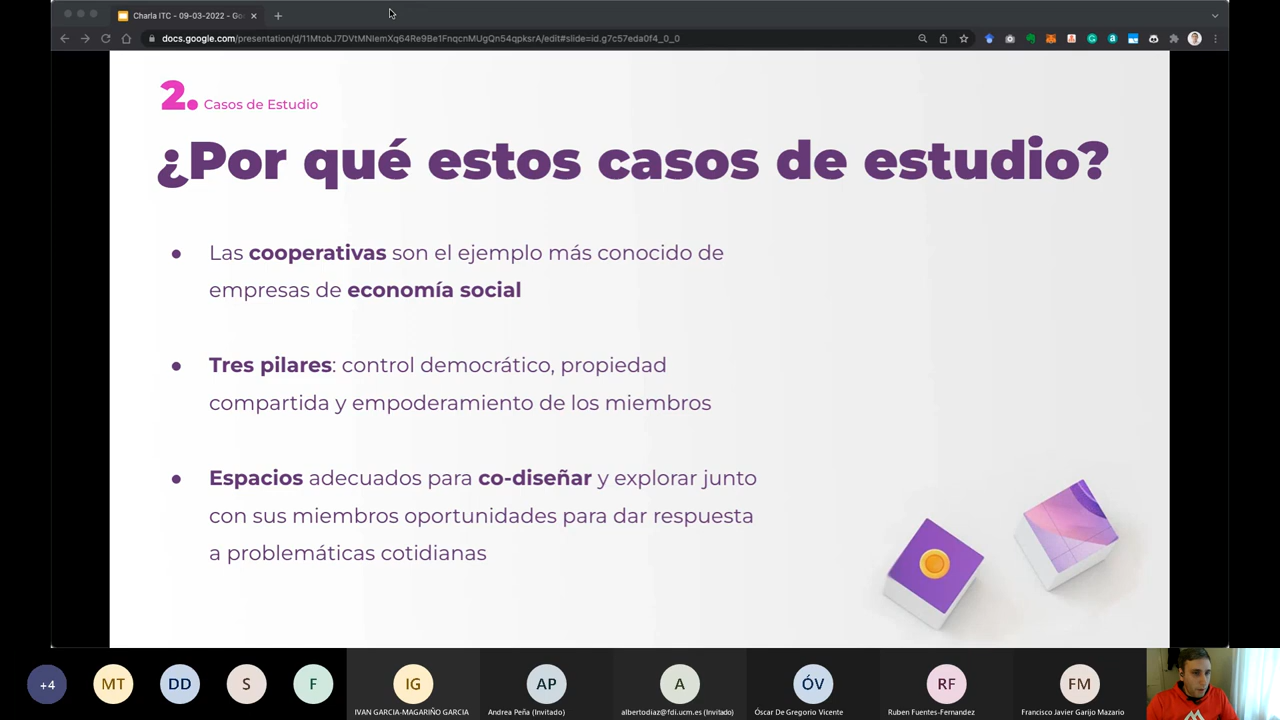 Charla ITC - 09-03-2022 - Goo
docs.google.com/presentation/d/11MtobJ7DVtMNlemXq64Re9Be1FnqcnMUgQn54qpksrA/edit#slide=id.g7c57eda0f4_0_0
2. Casos de Estudio
¿Por qué estos casos de estudio?
● Las cooperativas son el ejemplo más conocido de
empresas de economía social
● Tres pilares: control democrático, propiedad
compartida y empoderamiento de los miembros
● Espacios adecuados para co-diseñar y explorar junto
con sus miembros oportunidades para dar respuesta
a problemáticas cotidianas
+4 MT DD S F IG AP A ÓV RF FM
IVAN GARCIA-MAGARIÑO GARCIA Andrea Peña (Invitado) albertodiaz@fdi.ucm.es (Invitado) Óscar De Gregorio Vicente Ruben Fuentes-Fernandez Francisco Javier Garijo Mazario